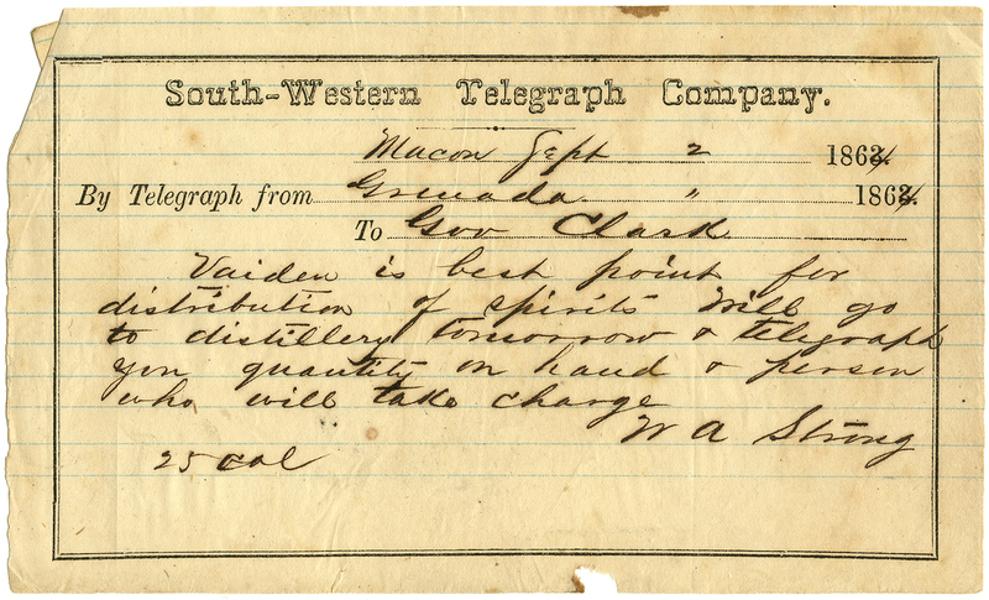 South-Western Telegraph Company.
Macon Sept 2 1864.
By Telegraph from Grenada " 1864.
To Gov Clark
Vaiden is best point for
distribution of spirits Will go
to distillery tomorrow & telegraph
you quantity on hand & person
who will take charge
W A Strong
25 col